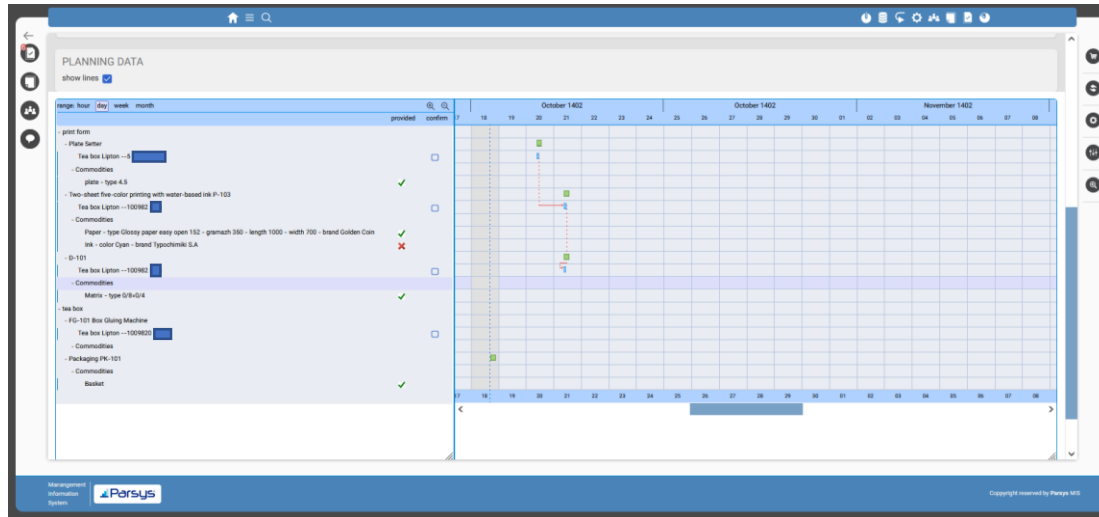 PLANNING DATA
show lines
range: hour day week month
provided confirm
October 1402 October 1402 November 1402
17 18 19 20 21 22 23 24 25 26 27 28 29 30 01 02 03 04 05 06 07 08
- print form
- Plate Setter
Tea box Lipton --5
- Commodities
plate - type 4.5
- Two-sheet five-color printing with water-based ink P-103
Tea box Lipton --100982
- Commodities
Paper - type Glossy paper easy open 152 - gramazh 350 - length 1000 - width 700 - brand Golden Coin
Ink - color Cyan - brand Typochimiki S.A
- D-101
Tea box Lipton --100982
- Commodities
Matrix - type 0/8×0/4
- tea box
- FG-101 Box Gluing Machine
Tea box Lipton --1009820
- Commodities
- Packaging PK-101
- Commodities
Basket
17 18 19 20 21 22 23 24 25 26 27 28 29 30 01 02 03 04 05 06 07 08
Management
Information
System
Parsys
Copyright reserved by Parsys MIS